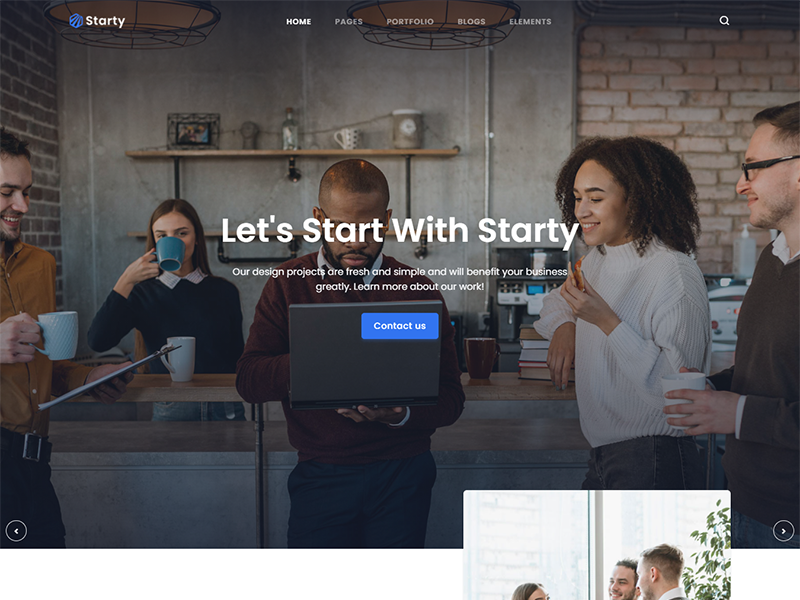 Starty
HOME PAGES PORTFOLIO BLOGS ELEMENTS
Let's Start With Starty
Our design projects are fresh and simple and will benefit your business
greatly. Learn more about our work!
Contact us